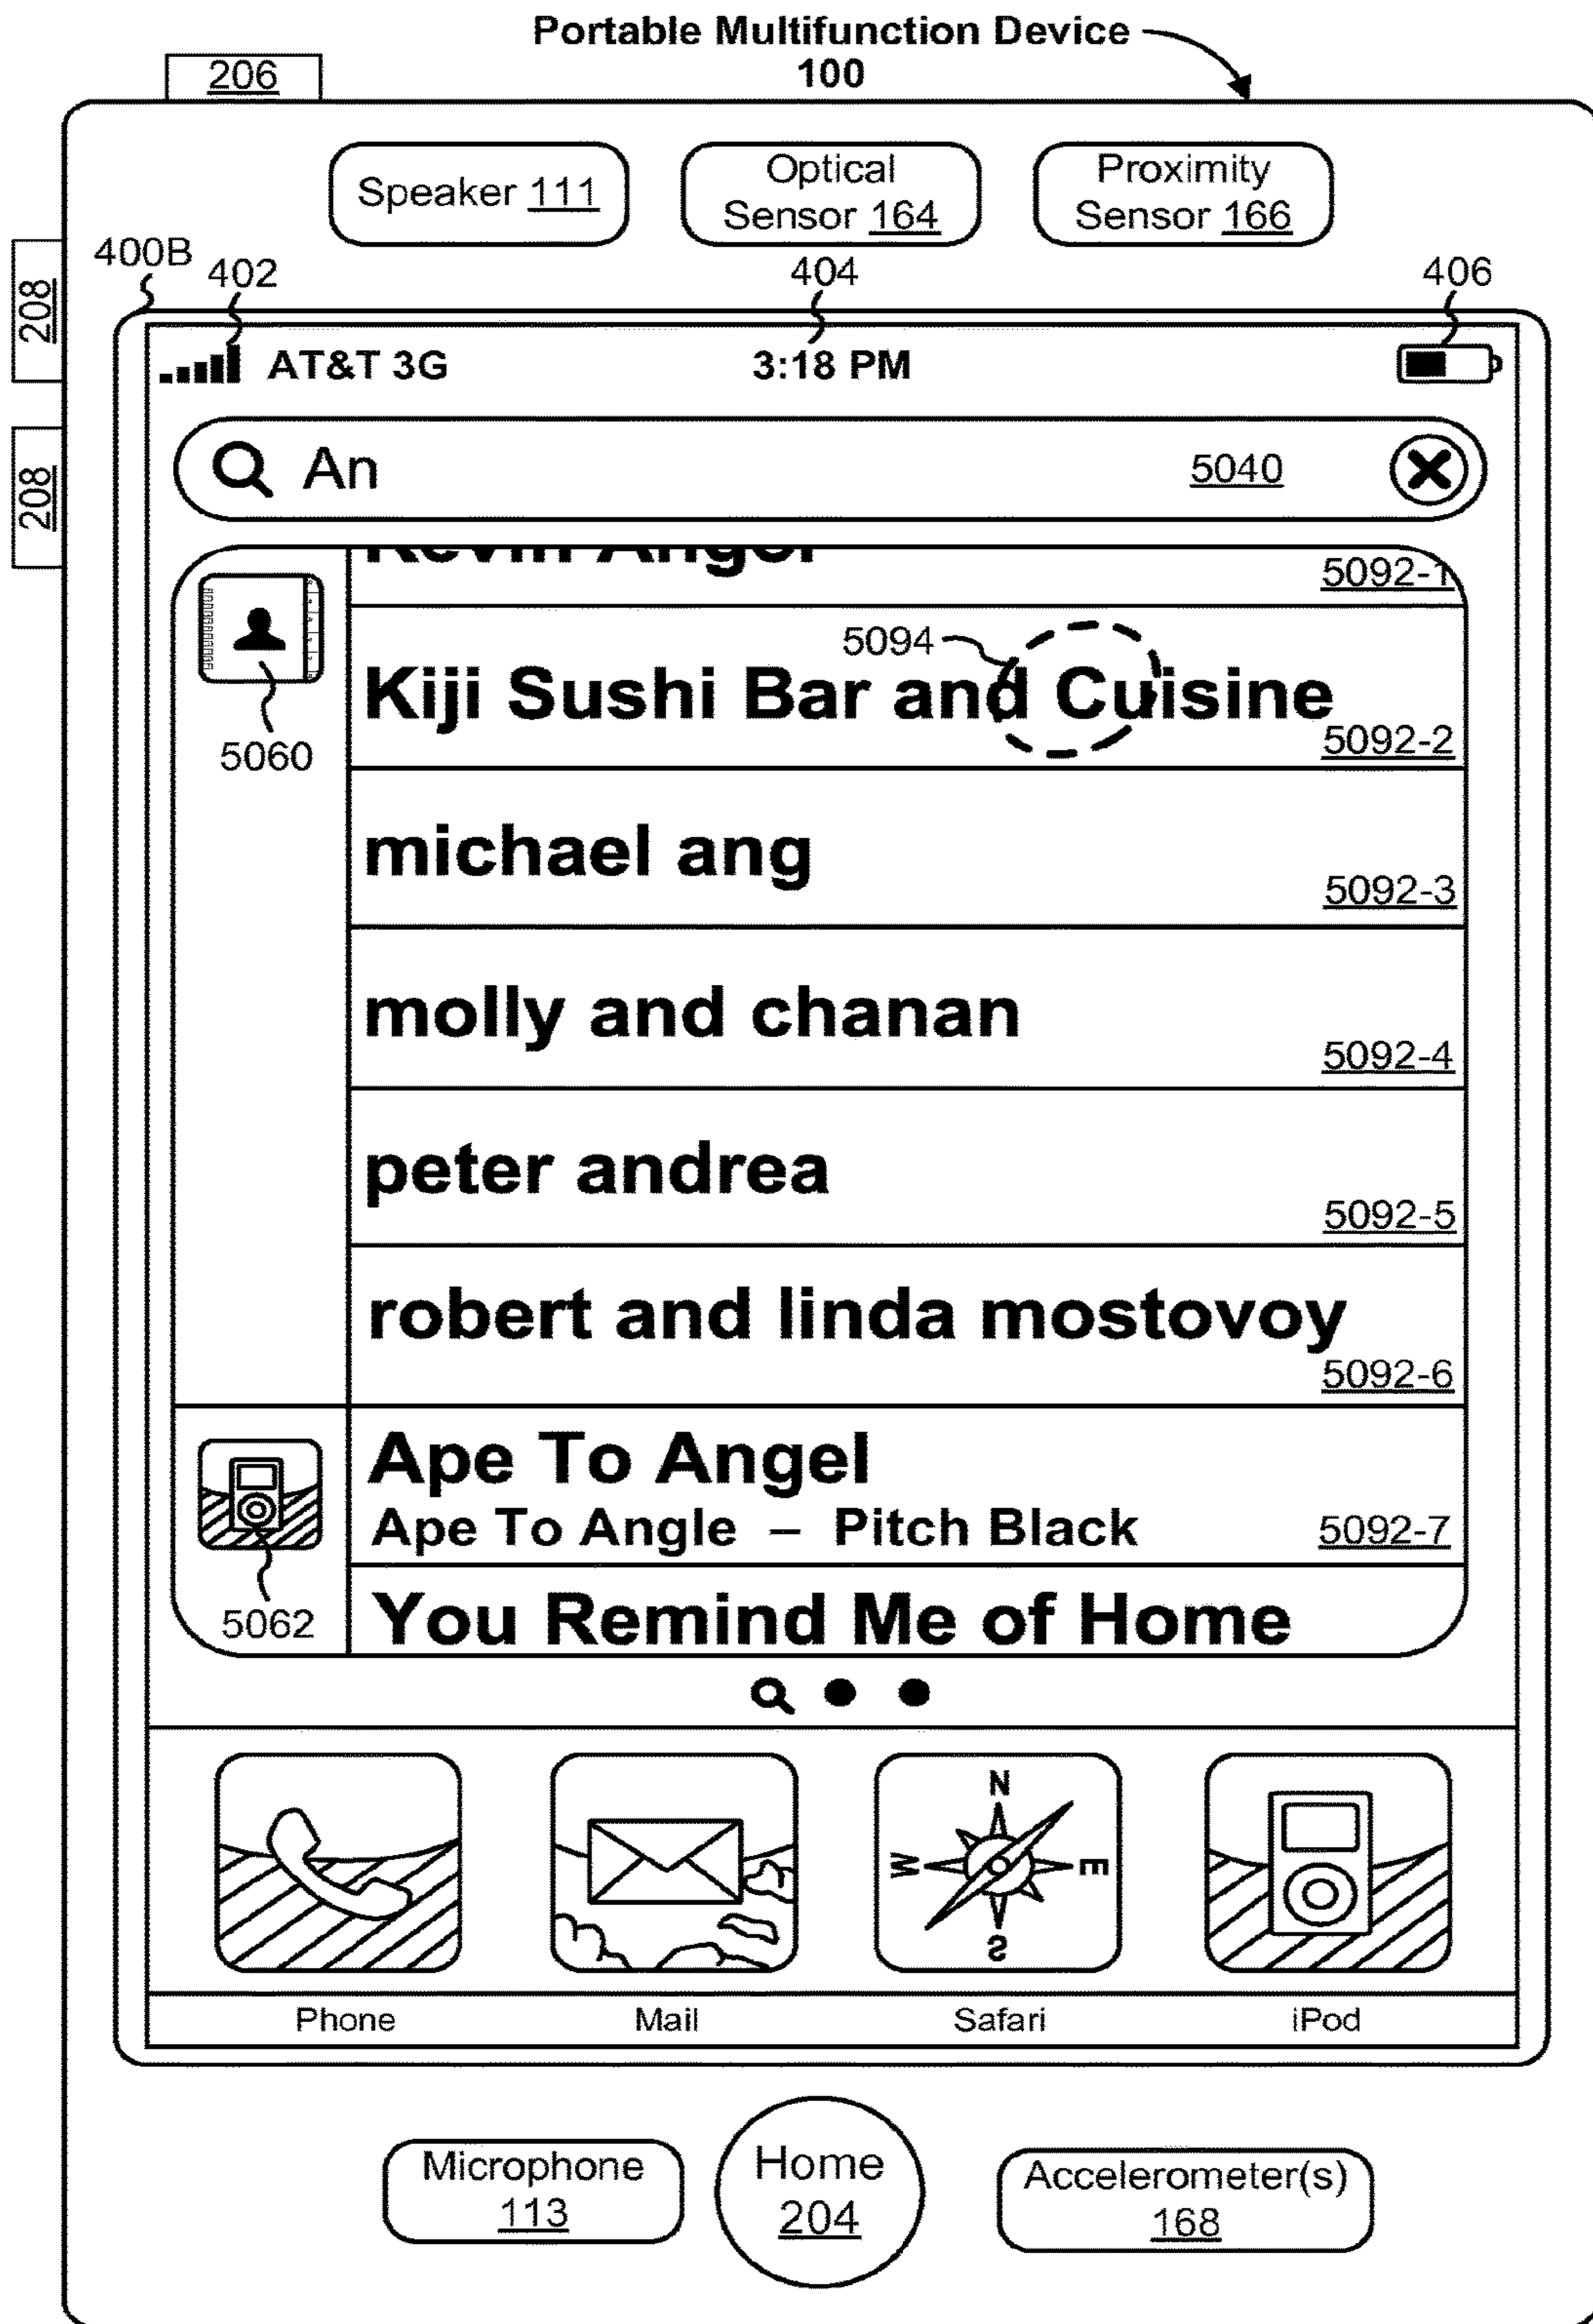 Portable Multifunction Device
100
206
Speaker 111
Optical
Sensor 164
Proximity
Sensor 166
208
208
400B
402
404
406
AT&T 3G
3:18 PM
An
5040
Kevin Angel
5092-1
5060
5094
Kiji Sushi Bar and Cuisine
5092-2
michael ang
5092-3
molly and chanan
5092-4
peter andrea
5092-5
robert and linda mostovoy
5092-6
Ape To Angel
Ape To Angle – Pitch Black
5092-7
5062
You Remind Me of Home
N
W
E
S
Phone
Mail
Safari
iPod
Microphone
113
Home
204
Accelerometer(s)
168